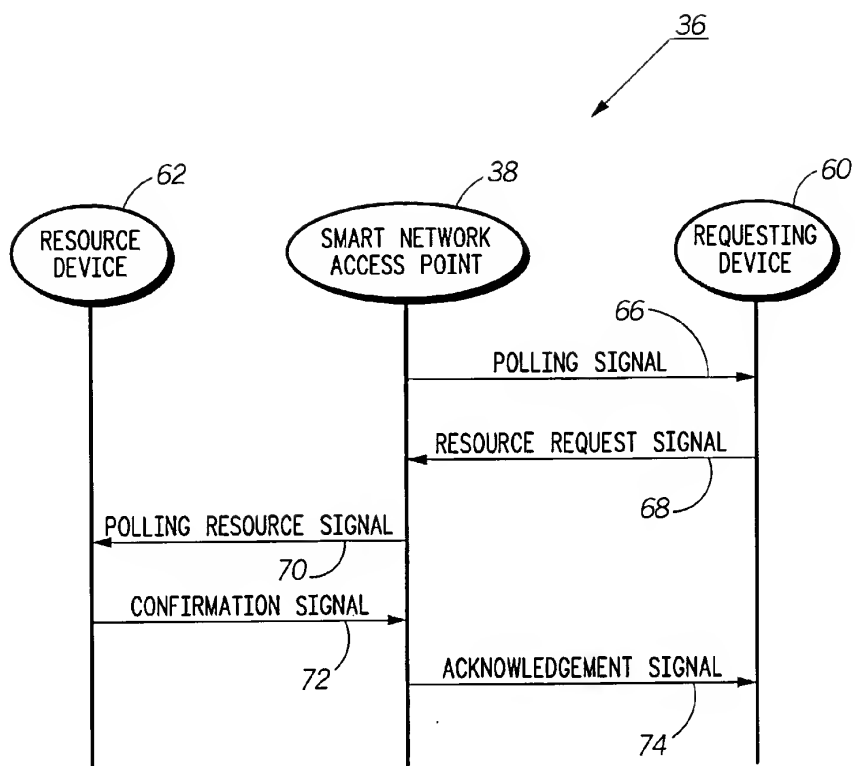 36
62
38
60
RESOURCE
DEVICE
SMART NETWORK
ACCESS POINT
REQUESTING
DEVICE
66
POLLING SIGNAL
RESOURCE REQUEST SIGNAL
68
POLLING RESOURCE SIGNAL
70
CONFIRMATION SIGNAL
72
ACKNOWLEDGEMENT SIGNAL
74